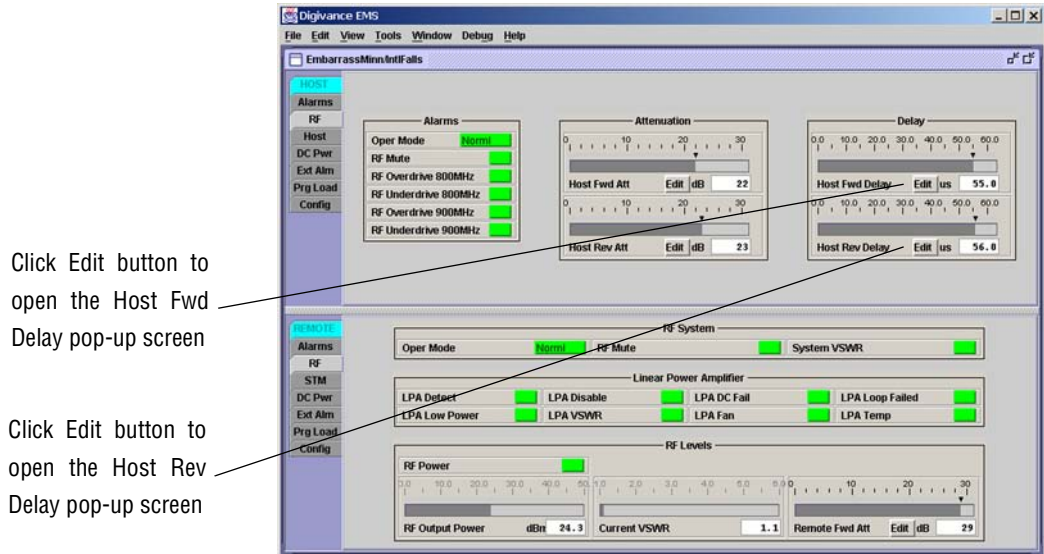 Digivance EMS
File Edit View Tools Window Debug Help
EmbarrassMinn/IntlFalls
HOST
Alarms
RF
Host
DC Pwr
Ext Alm
Prg Load
Config
Alarms
Oper Mode Norml
RF Mute
RF Overdrive 800MHz
RF Underdrive 800MHz
RF Overdrive 900MHz
RF Underdrive 900MHz
Attenuation
0 10 20 30
Host Fwd Att Edit dB 22
0 10 20 30
Host Rev Att Edit dB 23
Delay
0.0 10.0 20.0 30.0 40.0 50.0 60.0
Host Fwd Delay Edit us 55.0
0.0 10.0 20.0 30.0 40.0 50.0 60.0
Host Rev Delay Edit us 56.0
Click Edit button to
open the Host Fwd
Delay pop-up screen
Click Edit button to
open the Host Rev
Delay pop-up screen
REMOTE
Alarms
RF
STM
DC Pwr
Ext Alm
Prg Load
Config
RF System
Oper Mode Norml RF Mute System VSWR
Linear Power Amplifier
LPA Detect LPA Disable LPA DC Fail LPA Loop Failed
LPA Low Power LPA VSWR LPA Fan LPA Temp
RF Levels
RF Power
10.0 20.0 30.0 40.0
RF Output Power dBm 24.3
2.0 3.0 4.0 5.0
Current VSWR 1.1
0 10 20 30
Remote Fwd Att Edit dB 29